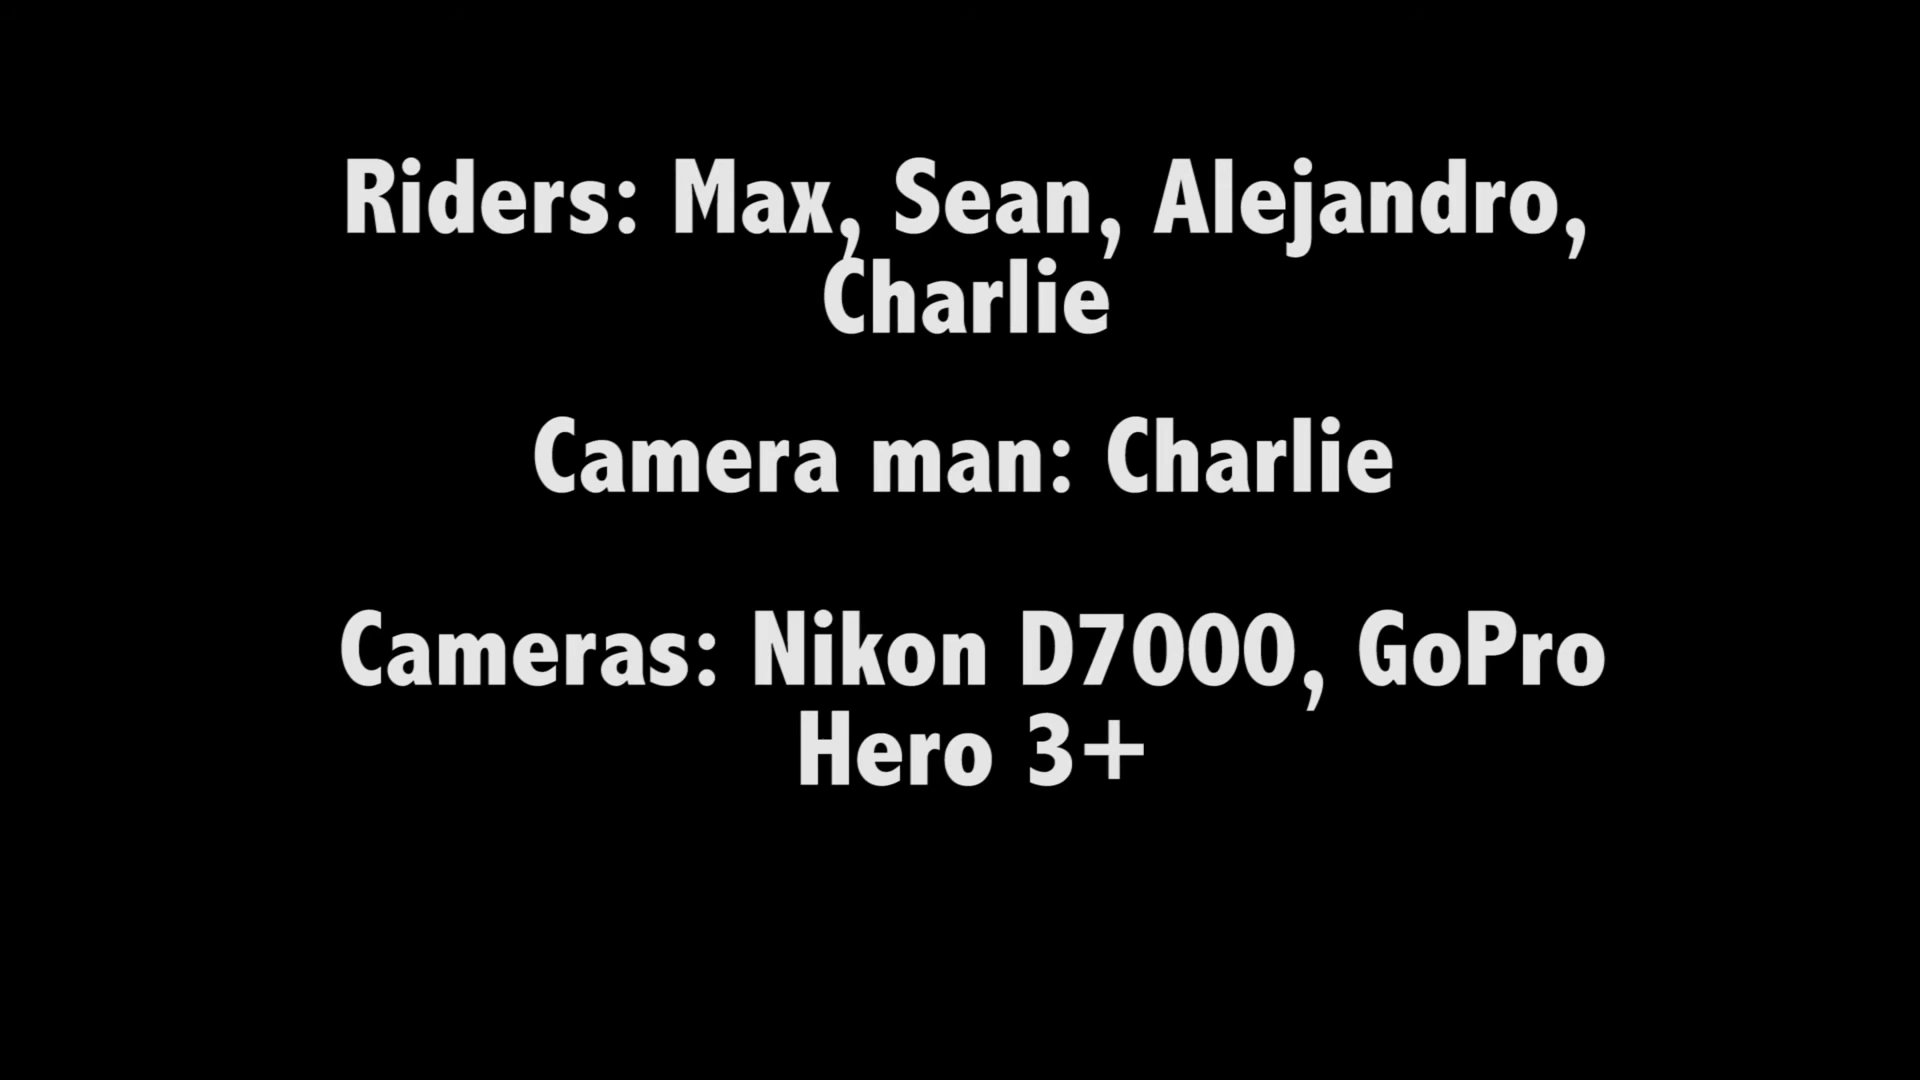 Riders: Max, Sean, Alejandro,
Charlie
Camera man: Charlie
Cameras: Nikon D7000, GoPro
Hero 3+